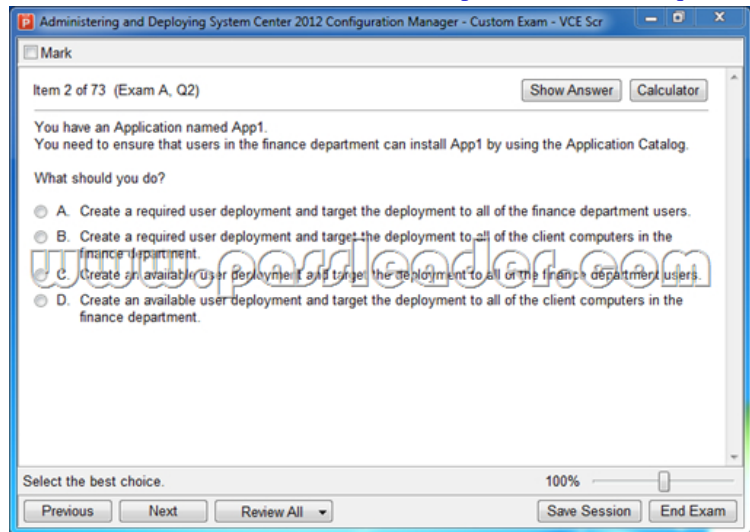 Administering and Deploying System Center 2012 Configuration Manager - Custom Exam - VCE Scr
Mark
Item 2 of 73 (Exam A, Q2)
Show Answer
Calculator
You have an Application named App1.
You need to ensure that users in the finance department can install App1 by using the Application Catalog.
What should you do?
A. Create a required user deployment and target the deployment to all of the finance department users.
B. Create a required user deployment and target the deployment to all of the client computers in the
finance department.
www.passleader.com
C. Create an available user deployment and target the deployment to all of the finance department users.
D. Create an available user deployment and target the deployment to all of the client computers in the
finance department.
Select the best choice.
100%
Previous
Next
Review All
Save Session
End Exam